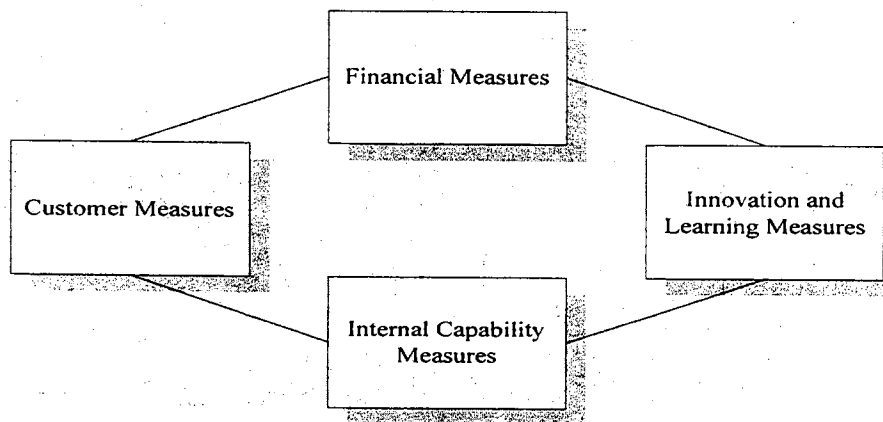 Financial Measures
Customer Measures
Innovation and
Learning Measures
Internal Capability
Measures